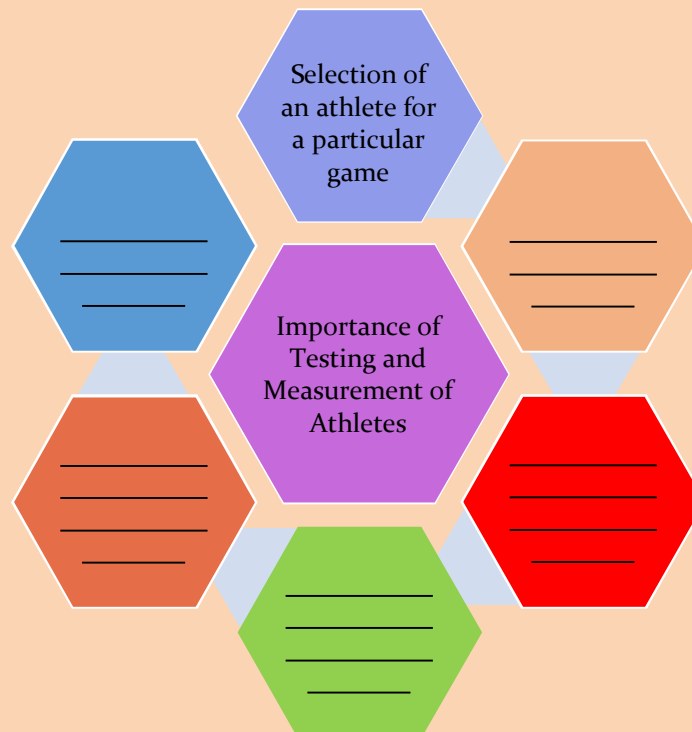 Selection of
an athlete for
a particular
game
Importance of
Testing and
Measurement of
Athletes